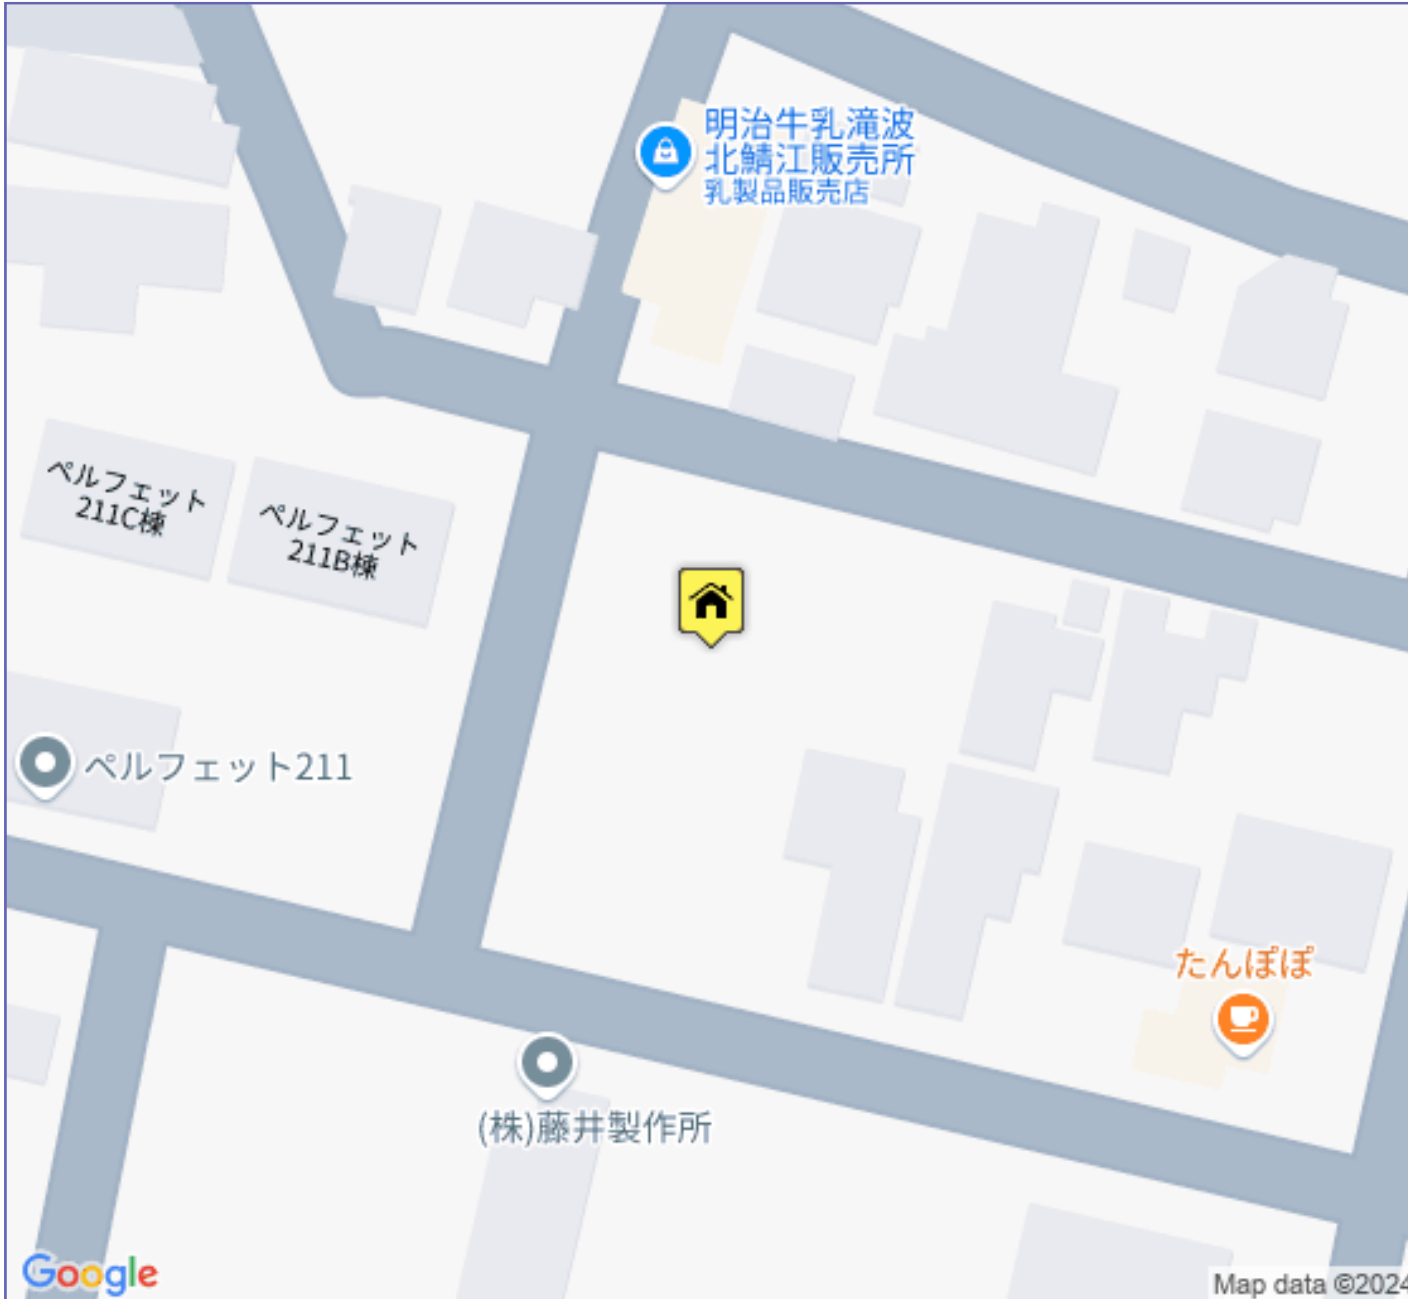 明治牛乳滝波
北鯖江販売所
乳製品販売店
ペルフェット
211C棟
ペルフェット
211B棟
ペルフェット211
たんぽぽ
(株)藤井製作所
Google
Map data ©2024